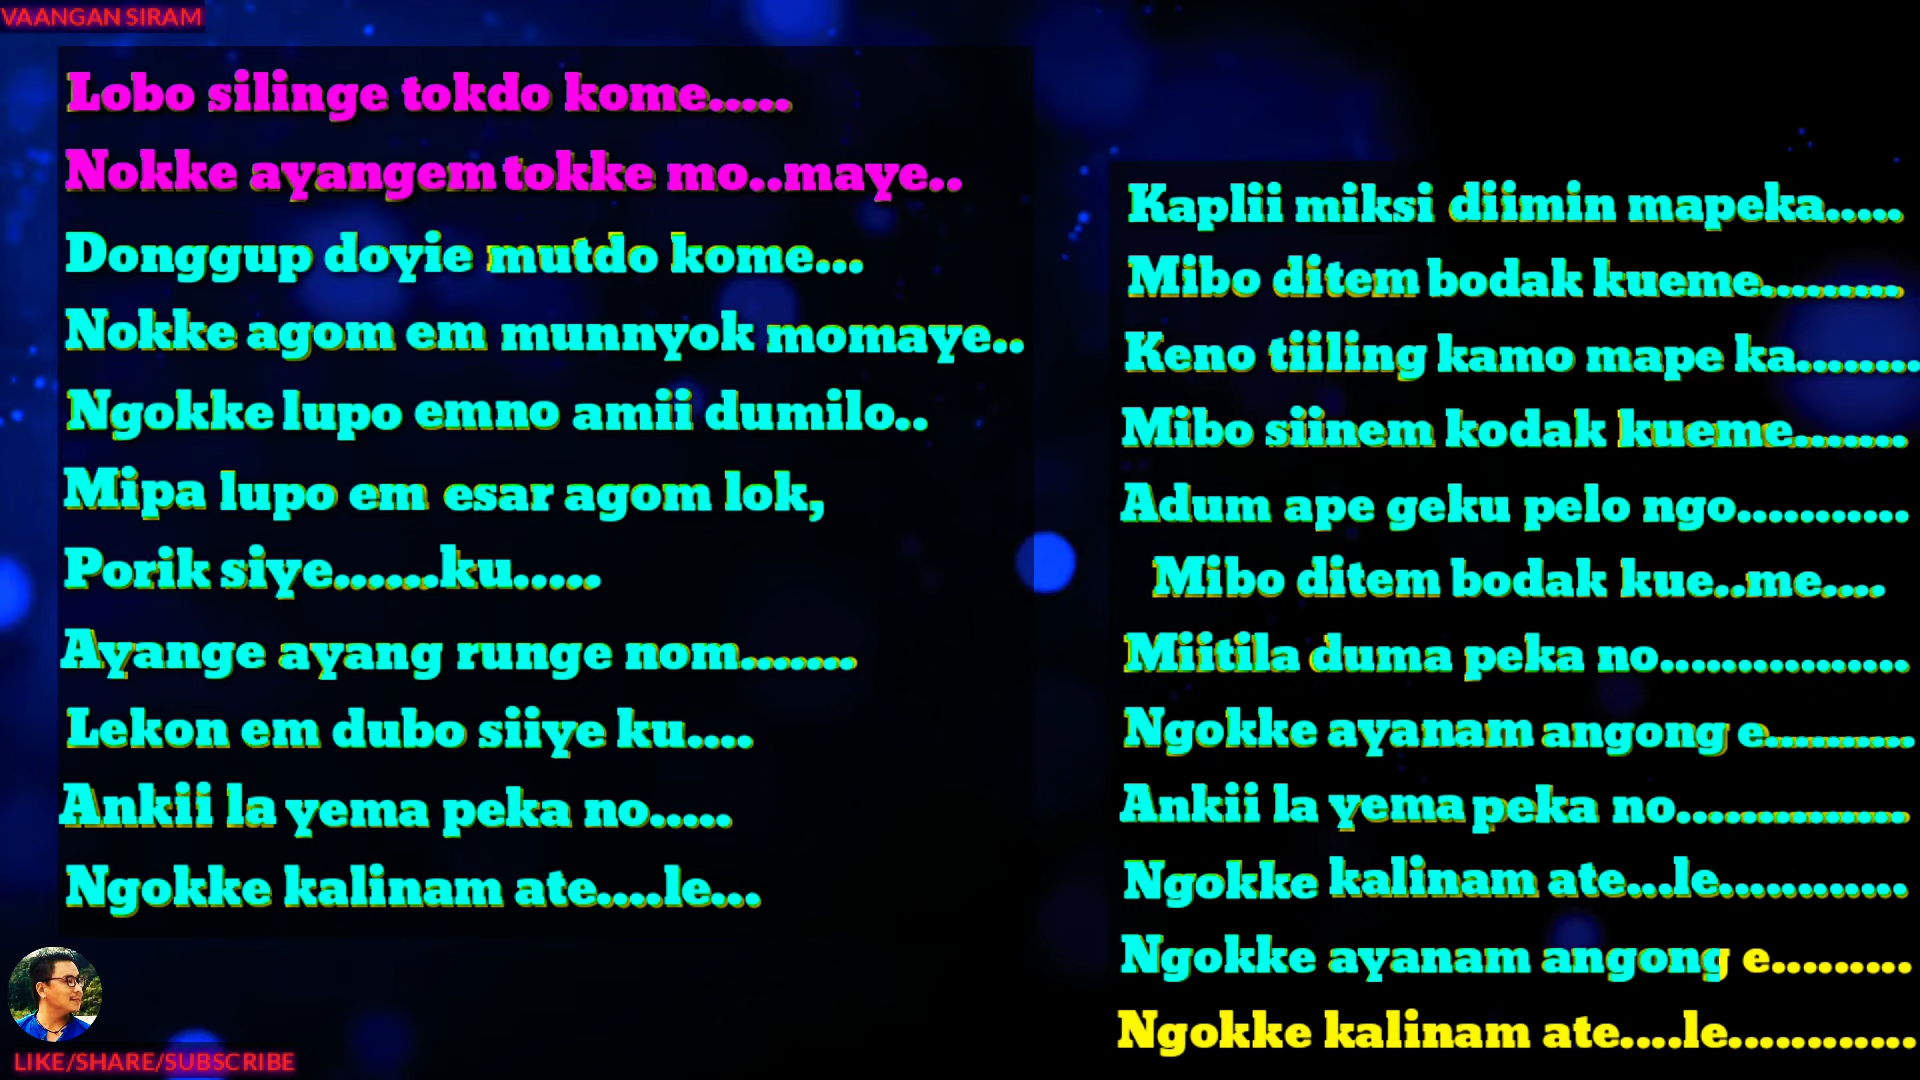 VAANGAN SIRAM
Lobo silinge tokdo kome.....
Nokke ayangem tokke mo..maye..
Donggup doyie mutdo kome...
Nokke agom em munnyok momaye..
Ngokke lupo emno amii dumilo..
Mipa lupo em esar agom lok,
Porik siye......ku.....
Ayange ayang runge nom.......
Lekon em dubo siiye ku....
Ankii la yema peka no.....
Ngokke kalinam ate....le...
Kaplii miksi diimin mapeka.....
Mibo ditem bodak kueme.........
Keno tiiling kamo mape ka........
Mibo siinem kodak kueme.......
Adum ape geku pelo ngo...........
Mibo ditem bodak kue..me....
Miitila duma peka no................
Ngokke ayanam angong e..........
Ankii la yema peka no...............
Ngokke kalinam ate...le............
Ngokke ayanam angong e.........
Ngokke kalinam ate....le............
LIKE/SHARE/SUBSCRIBE